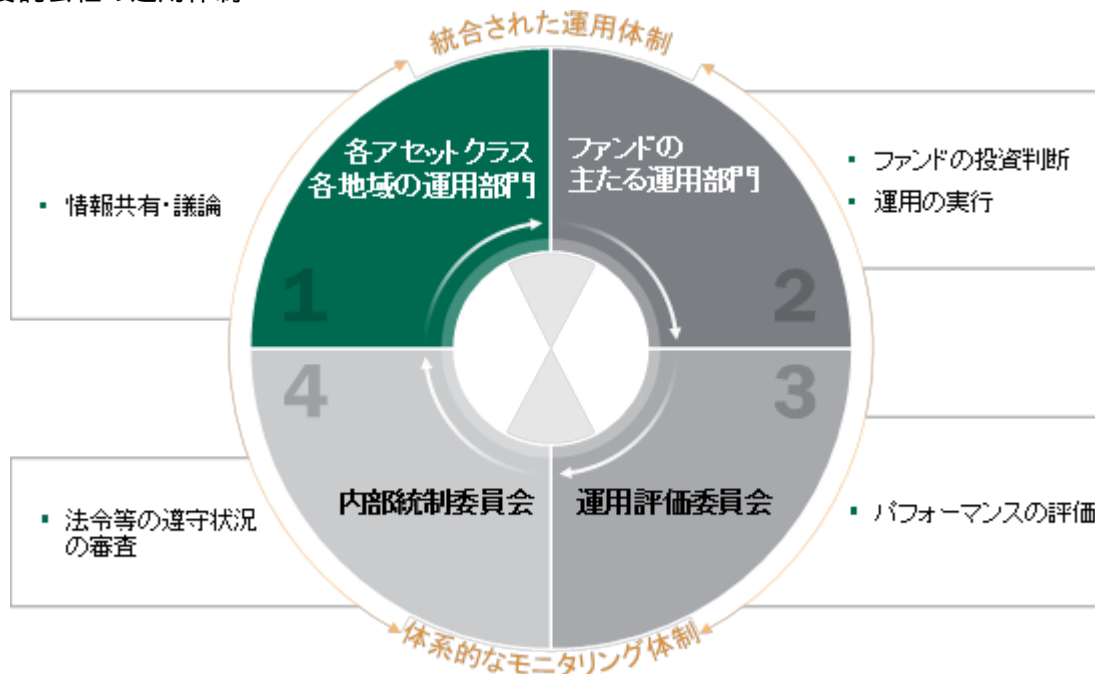 統合された運用体制
各アセットクラス
各地域の運用部門
ファンドの
主たる運用部門
▪ 情報共有・議論
▪ ファンドの投資判断
▪ 運用の実行
1
2
4
3
内部統制委員会
運用評価委員会
▪ 法令等の遵守状況
の審査
▪ パフォーマンスの評価
体系的なモニタリング体制